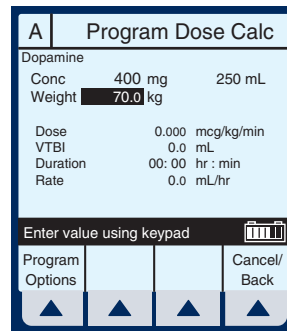 A Program Dose Calc
Dopamine
Conc 400 mg 250 mL
Weight 70.0 kg
Dose 0.000 mcg/kg/min
VTBI 0.0 mL
Duration 00: 00 hr : min
Rate 0.0 mL/hr
Enter value using keypad
Program Options
Cancel/ Back